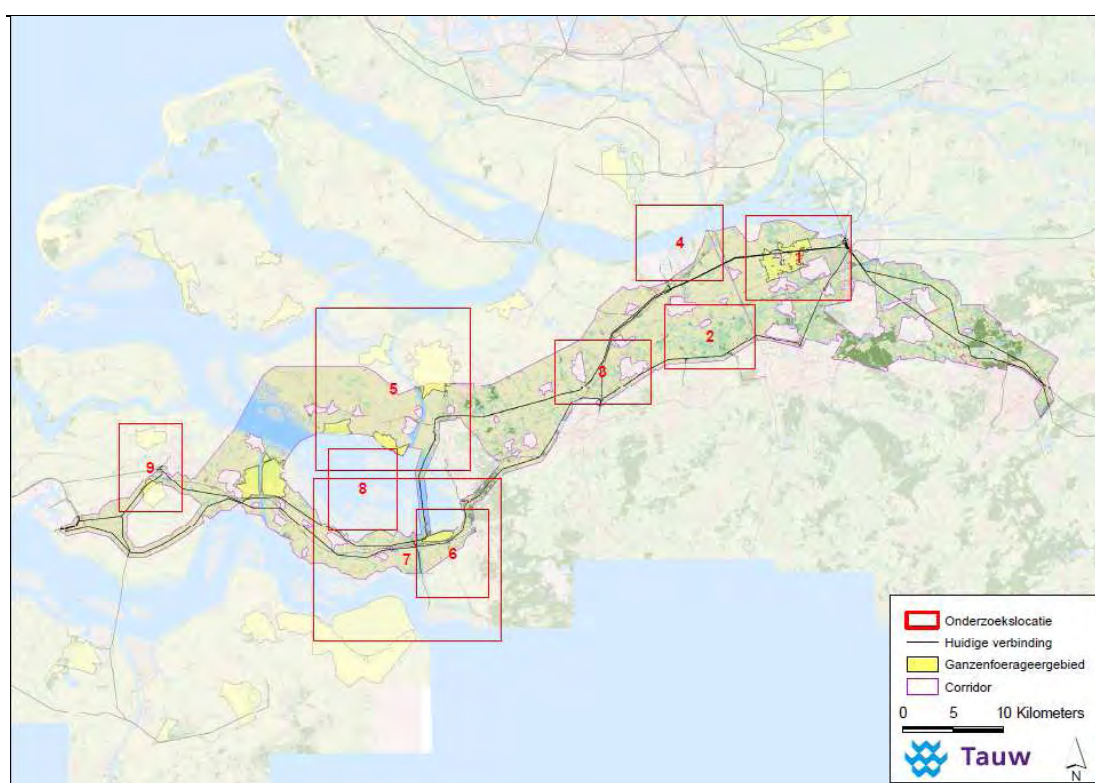 4
1
2
3
5
9
8
6
7
Onderzoekslocatie
Huidige verbinding
Ganzenfoerageergebied
Corridor
0 5 10 Kilometers
Tauw
N